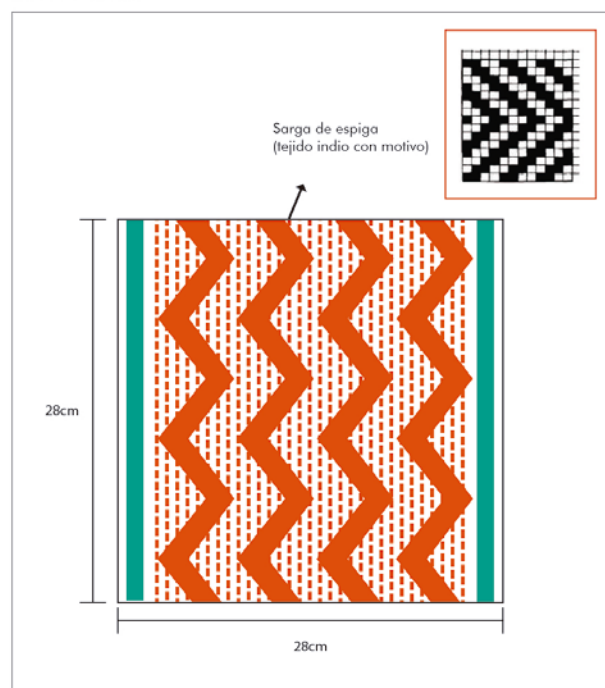 Sarga de espiga
(tejido indio con motivo)
28cm
28cm